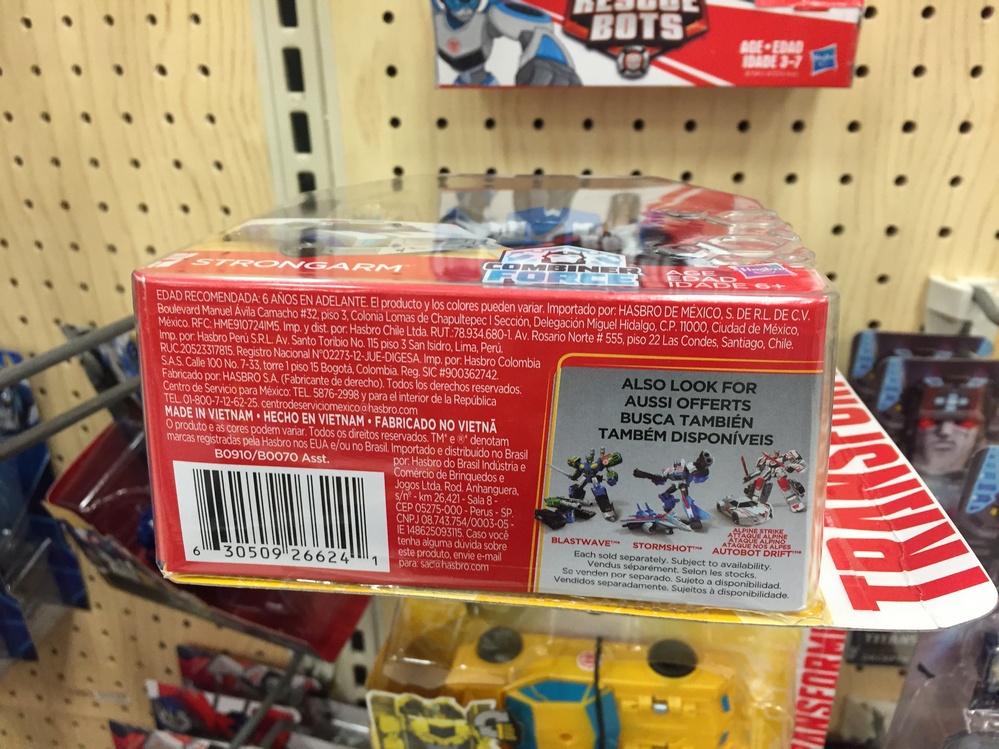 RESCUE
BOTS
AGE • EDAD
IDADE 3-7
Hasbro
STRONGARM
COMBINER
FORCE
AGE
EDAD
IDADE 6+
Hasbro
EDAD RECOMENDADA: 6 AÑOS EN ADELANTE. El producto y los colores pueden variar. Importado por: HASBRO DE MÉXICO, S. DE R.L. DE C.V.
Boulevard Manuel Ávila Camacho #32, piso 3, Colonia Lomas de Chapultepec I Sección, Delegación Miguel Hidalgo, C.P. 11000, Ciudad de México,
México. RFC: HME910724IM5. Imp. y dist. por: Hasbro Chile Ltda. RUT.:78.934.680-1. Av. Rosario Norte # 555, piso 22 Las Condes, Santiago, Chile.
Imp. por: Hasbro Perú S.R.L. Av. Santo Toribio No. 115 piso 3 San Isidro, Lima, Perú.
RUC.20523317815. Registro Nacional N°02273-12-JUE-DIGESA. Imp. por: Hasbro Colombia
S.A.S. Calle 100 No. 7-33, torre 1 piso 15 Bogotá, Colombia. Reg. SIC #900362742.
Fabricado por: HASBRO S.A. (Fabricante de derecho). Todos los derechos reservados.
Centro de Servicio para México: TEL. 5876-2998 y para el interior de la República
TEL. 01-800-7-12-62-25. centrodeserviciomexico@hasbro.com
MADE IN VIETNAM • HECHO EN VIETNAM • FABRICADO NO VIETNÃ
O produto e as cores podem variar. Todos os direitos reservados. TM* e ®* denotam
marcas registradas pela Hasbro nos EUA e/ou no Brasil. Importado e distribuído no Brasil
B0910/B0070 Asst.
por: Hasbro do Brasil Indústria e
Comércio de Brinquedos e
Jogos Ltda. Rod. Anhanguera,
s/nº - km 26,421 - Sala 8 -
CEP 05275-000 - Perus - SP.
CNPJ 08.743.754/0003-05 -
IE 148625093115. Caso você
tenha alguma dúvida sobre
este produto, envie e-mail
para: sac@hasbro.com
6 30509 26624 1
ALSO LOOK FOR
AUSSI OFFERTS
BUSCA TAMBIÉN
TAMBÉM DISPONÍVEIS
BLASTWAVE
STORMSHOT
ALPINE STRIKE
ATTAQUE ALPINE
ATAQUE ALPINO
ATAQUE NOS ALPES
AUTOBOT DRIFT
Each sold separately. Subject to availability.
Vendus séparément. Selon les stocks.
Se venden por separado. Sujeto a disponibilidad.
Vendidos separadamente. Sujeitos à disponibilidade.
TRANSFORM
TRANSFORM
TITANS